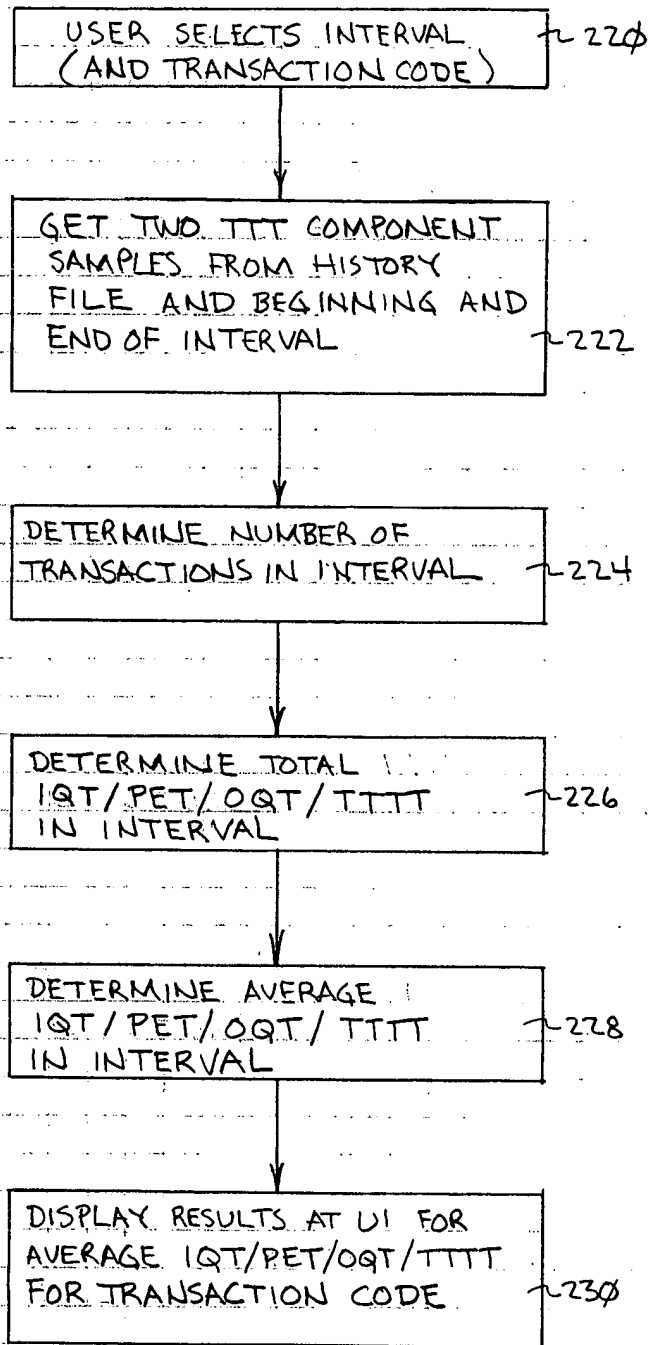 USER SELECTS INTERVAL
(AND TRANSACTION CODE)
220
GET TWO TTT COMPONENT
SAMPLES FROM HISTORY
FILE AND BEGINNING AND
END OF INTERVAL
222
DETERMINE NUMBER OF
TRANSACTIONS IN INTERVAL
224
DETERMINE TOTAL
IQT/PET/OQT/TTTT
IN INTERVAL
226
DETERMINE AVERAGE
IQT/PET/OQT/TTTT
IN INTERVAL
228
DISPLAY RESULTS AT UI FOR
AVERAGE IQT/PET/OQT/TTTT
FOR TRANSACTION CODE
230